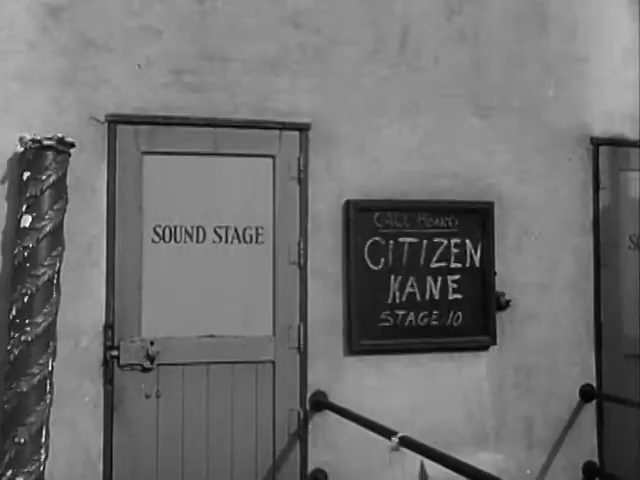 SOUND STAGE
CALL BOARD
CITIZEN
KANE
STAGE 10
S